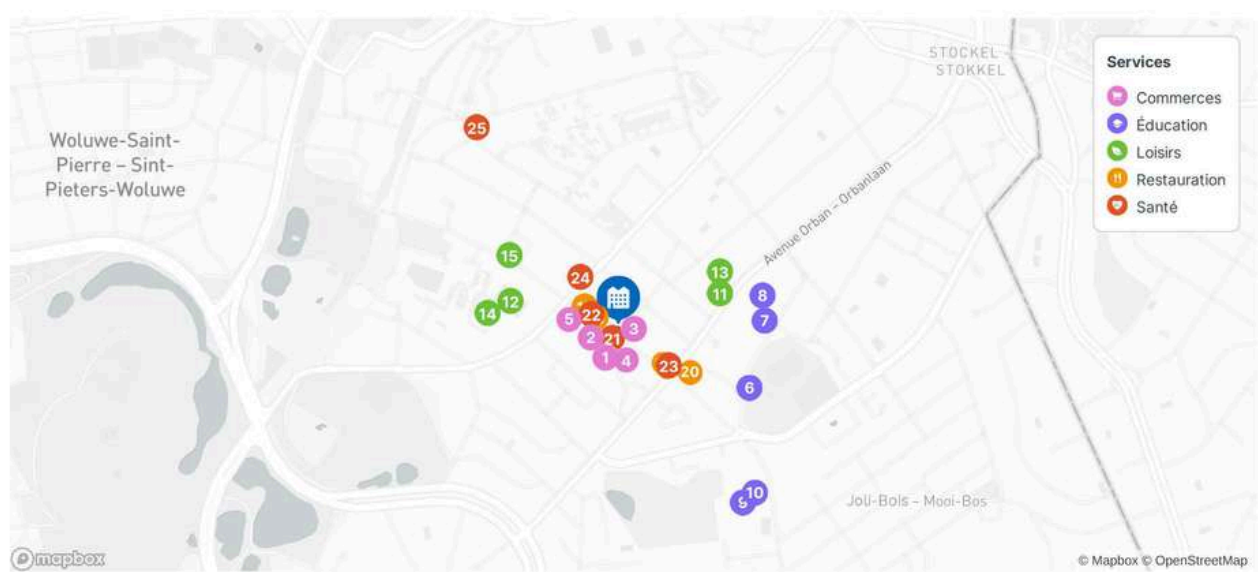 STOCKEL -
STOKKEL
Services
Commerces
Éducation
Loisirs
Restauration
Santé
Woluwe-Saint-
Pierre – Sint-
Pieters-Woluwe
25
Avenue Orban – Orbanlaan
15
24
13
12
11
8
14
5
22
3
7
2
21
1
4
23
20
6
10
9
Joli-Bois – Mooi-Bos
mapbox
© Mapbox © OpenStreetMap